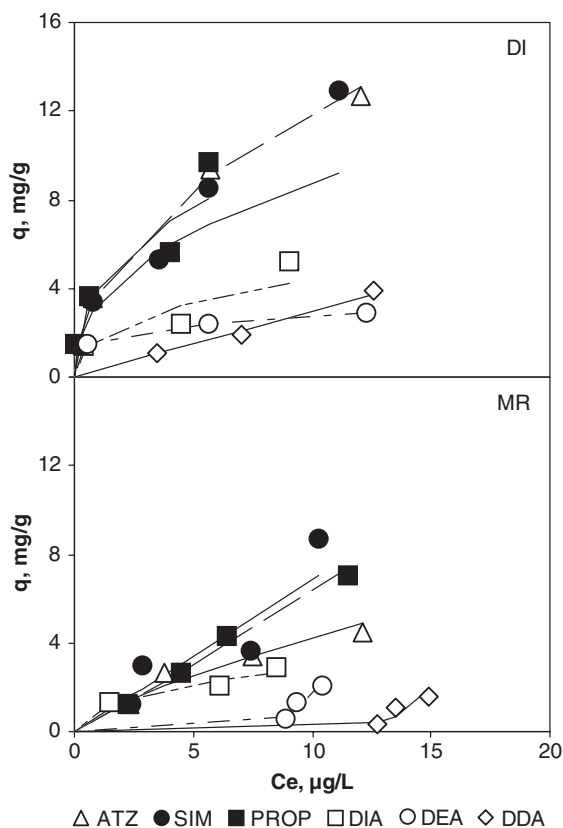 16
DI
12
q, mg/g
8
4
0
MR
12
q, mg/g
8
4
0
0 5 10 15 20
Ce, µg/L
ATZ SIM PROP DIA DEA DDA